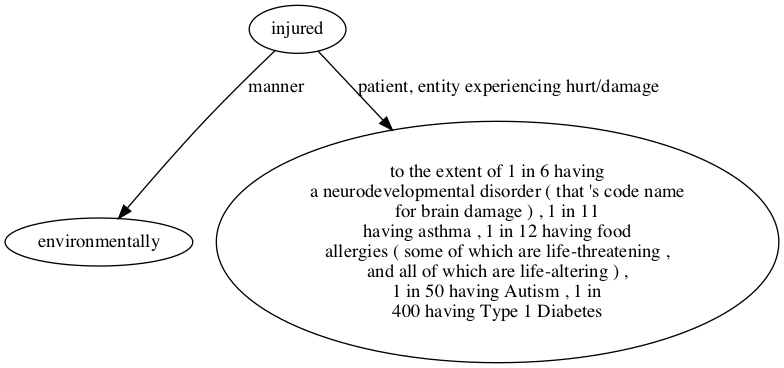 injured
manner
patient, entity experiencing hurt/damage
environmentally
to the extent of 1 in 6 having
a neurodevelopmental disorder ( that 's code name
for brain damage ) , 1 in 11
having asthma , 1 in 12 having food
allergies ( some of which are life-threatening ,
and all of which are life-altering ) ,
1 in 50 having Autism , 1 in
400 having Type 1 Diabetes